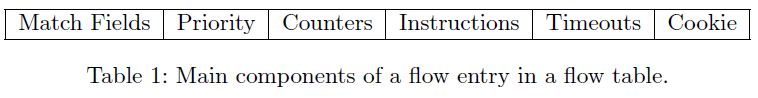 Match Fields Priority Counters Instructions Timeouts Cookie
Table 1: Main components of a flow entry in a flow table.